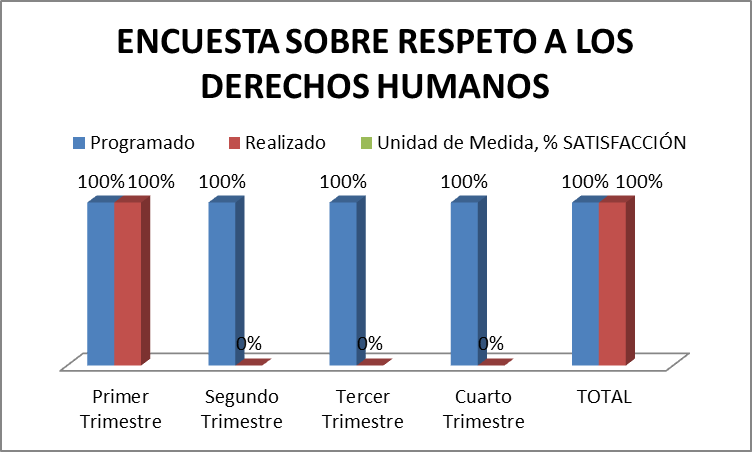 ENCUESTA SOBRE RESPETO A LOS
DERECHOS HUMANOS
Programado Realizado Unidad de Medida, % SATISFACCIÓN
100% 100% 100% 100% 100% 100% 100%
0% 0% 0%
Primer Segundo Tercer Cuarto TOTAL
Trimestre Trimestre Trimestre Trimestre